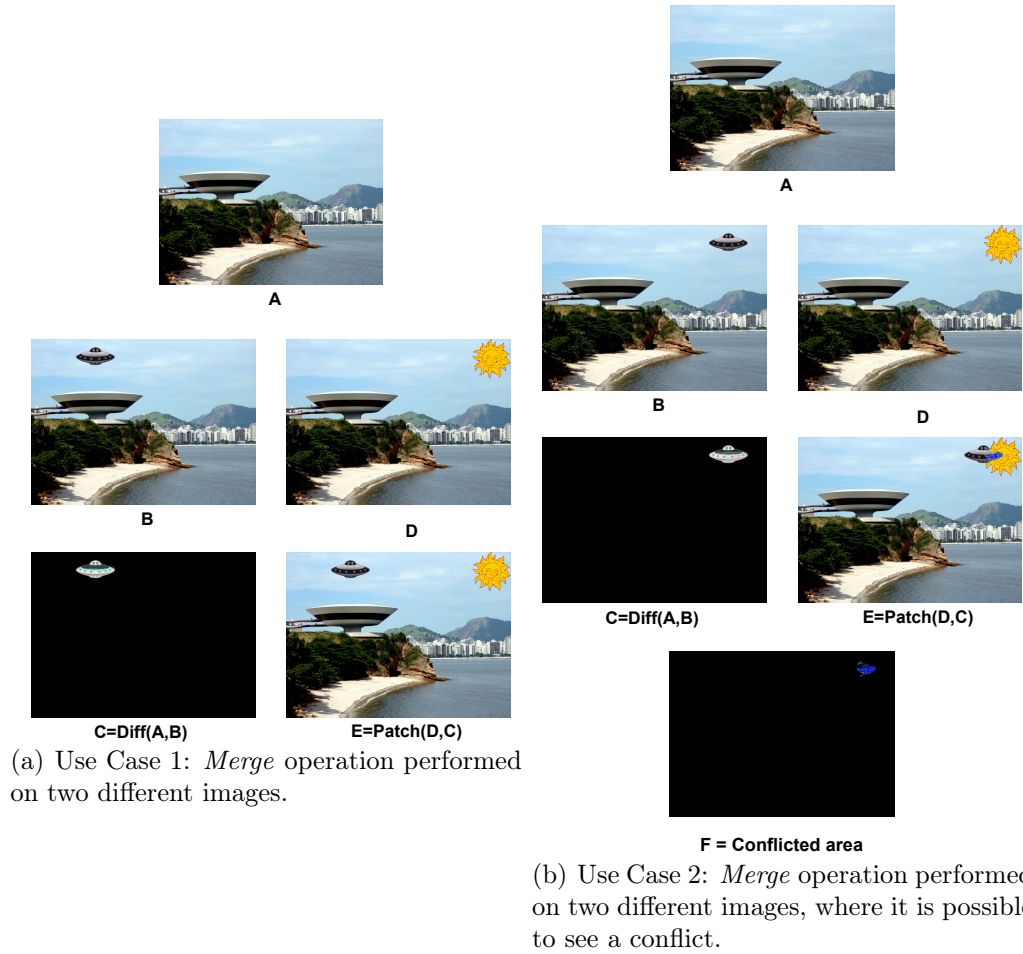 A
B
D
C=Diff(A,B)
E=Patch(D,C)
(a) Use Case 1: Merge operation performed
on two different images.
A
B
D
C=Diff(A,B)
E=Patch(D,C)
F = Conflicted area
(b) Use Case 2: Merge operation performed
on two different images, where it is possible
to see a conflict.